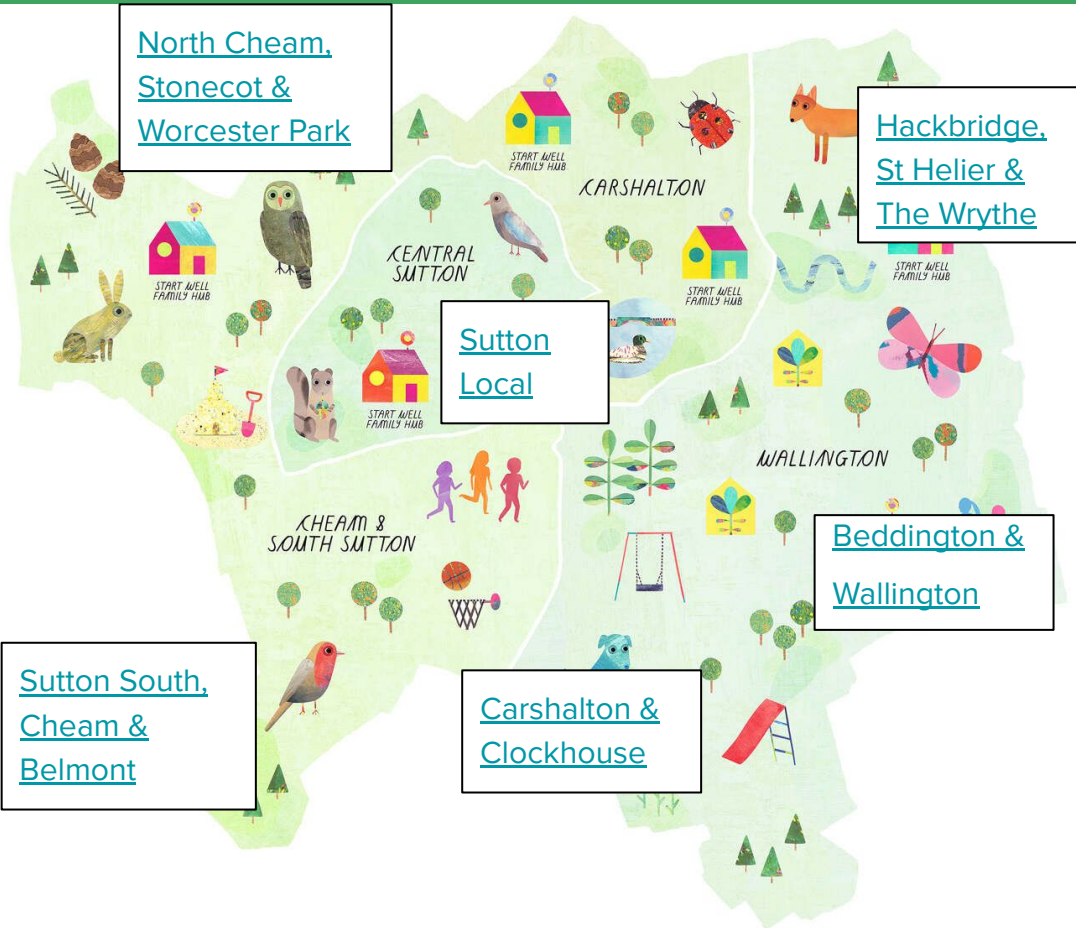 North Cheam,
Stonecot &
Worcester Park
START WELL
FAMILY HUB
CARSHALTON
Hackbridge,
St Helier &
The Wrythe
START WELL
FAMILY HUB
CENTRAL
SUTTON
START WELL
FAMILY HUB
START WELL
FAMILY HUB
Sutton
Local
START WELL
FAMILY HUB
WALLINGTON
CHEAM &
SOUTH SUTTON
Beddington &
Wallington
Sutton South,
Cheam &
Belmont
Carshalton &
Clockhouse